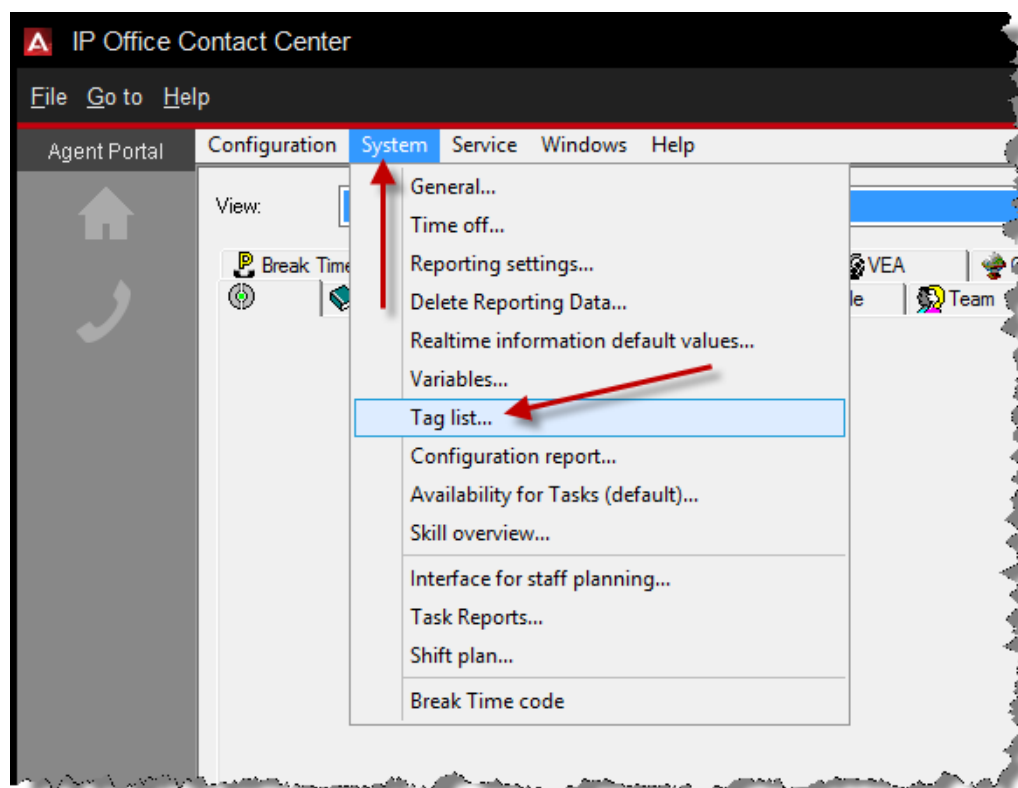 IP Office Contact Center
File Go to Help
Agent Portal
Configuration System Service Windows Help
View:
Break Time
VEA
Team
General...
Time off...
Reporting settings...
Delete Reporting Data...
Realtime information default values...
Variables...
Tag list...
Configuration report...
Availability for Tasks (default)...
Skill overview...
Interface for staff planning...
Task Reports...
Shift plan...
Break Time code